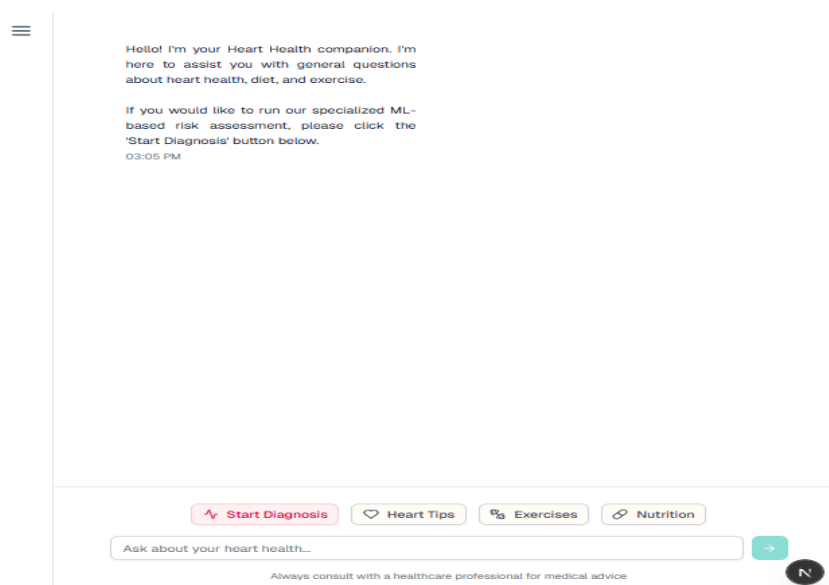 Hello! I'm your Heart Health companion. I'm
here to assist you with general questions
about heart health, diet, and exercise.
If you would like to run our specialized ML-
based risk assessment, please click the
'Start Diagnosis' button below.
03:05 PM
Start Diagnosis
Heart Tips
Exercises
Nutrition
Ask about your heart health...
Always consult with a healthcare professional for medical advice
N